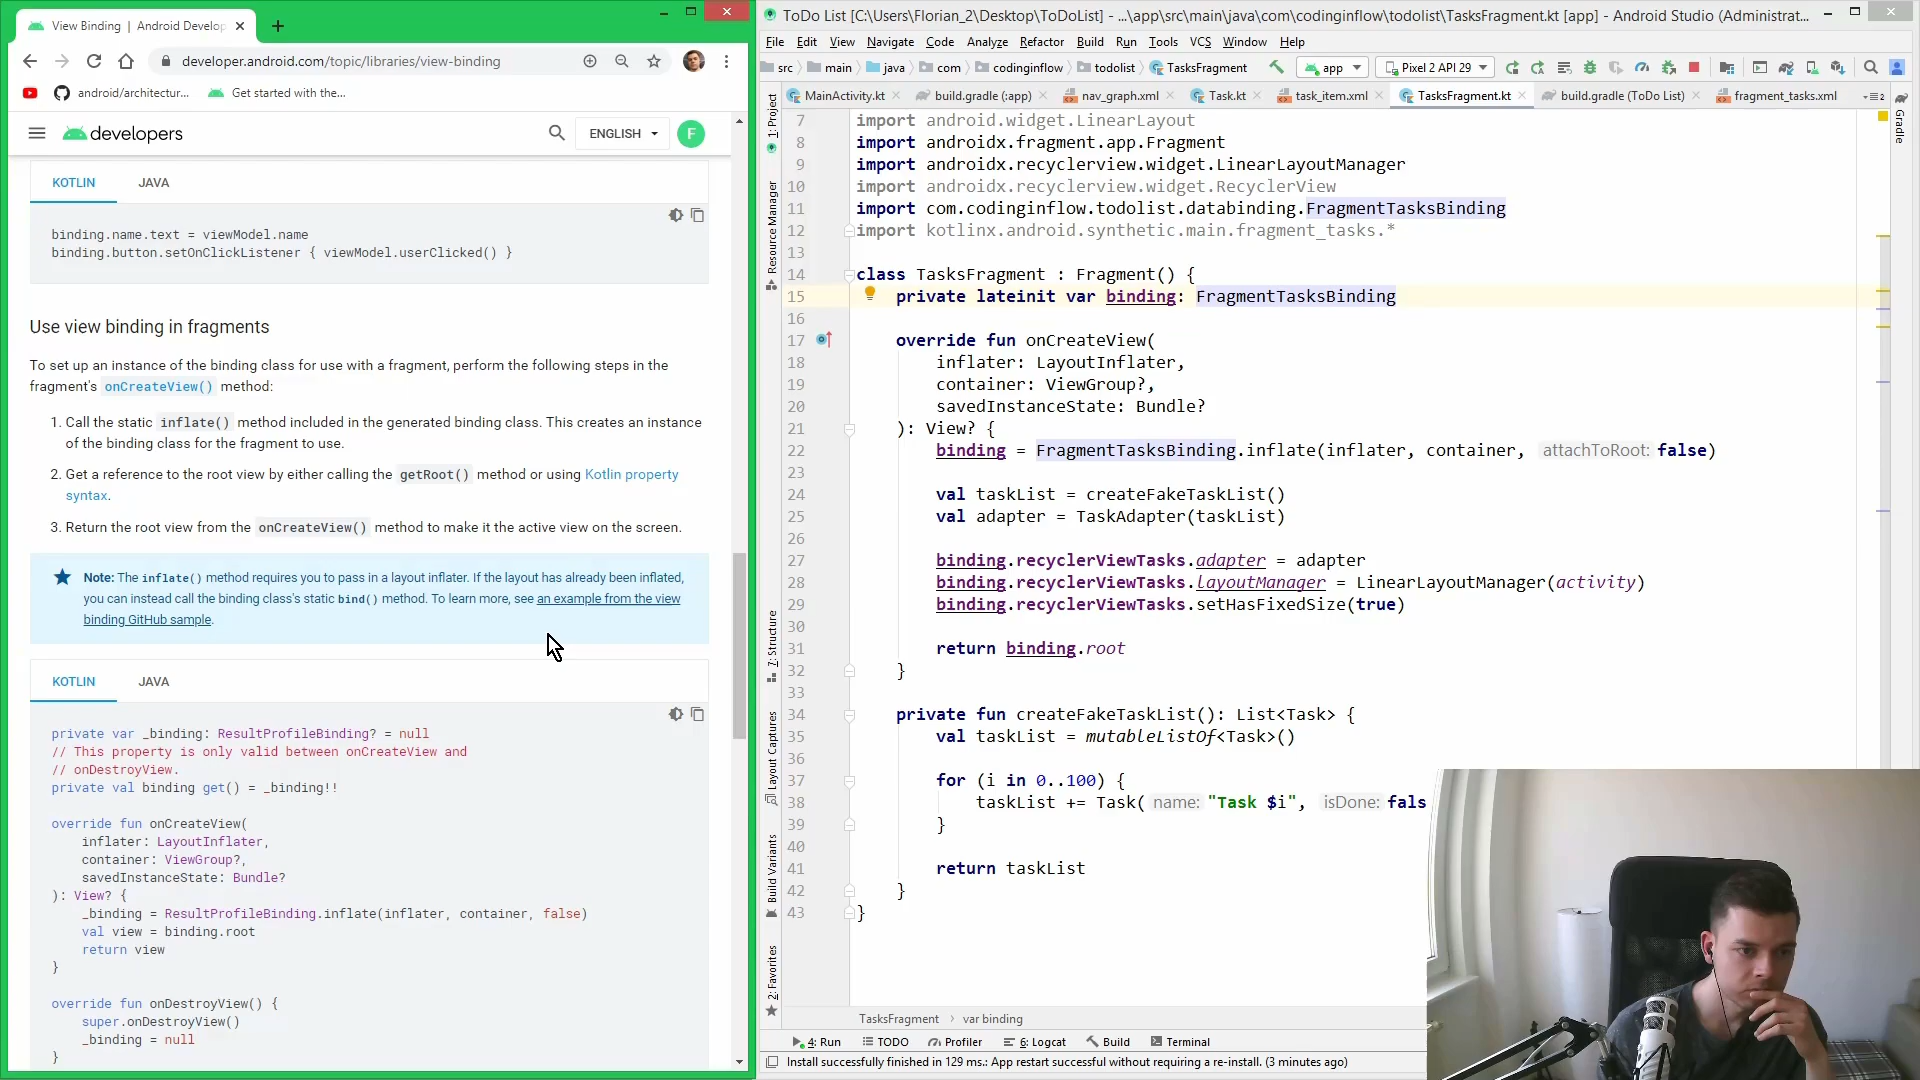 View Binding | Android Develop
developer.android.com/topic/libraries/view-binding
android/architectur...
Get started with the...
developers
ENGLISH
F
KOTLIN
JAVA
binding.name.text = viewModel.name
binding.button.setOnClickListener { viewModel.userClicked() }
Use view binding in fragments
To set up an instance of the binding class for use with a fragment, perform the following steps in the
fragment's onCreateView() method:
1. Call the static inflate() method included in the generated binding class. This creates an instance
of the binding class for the fragment to use.
2. Get a reference to the root view by either calling the getRoot() method or using Kotlin property
syntax.
3. Return the root view from the onCreateView() method to make it the active view on the screen.
Note: The inflate() method requires you to pass in a layout inflater. If the layout has already been inflated,
you can instead call the binding class's static bind() method. To learn more, see an example from the view
binding GitHub sample.
KOTLIN
JAVA
private var _binding: ResultProfileBinding? = null
// This property is only valid between onCreateView and
// onDestroyView.
private val binding get() = _binding!!
override fun onCreateView(
inflater: LayoutInflater,
container: ViewGroup?,
savedInstanceState: Bundle?
): View? {
_binding = ResultProfileBinding.inflate(inflater, container, false)
val view = binding.root
return view
}
override fun onDestroyView() {
super.onDestroyView()
_binding = null
}
ToDo List [C:\Users\Florian_2\Desktop\ToDoList] - ...\app\src\main\java\com\codinginflow\todolist\TasksFragment.kt [app] - Android Studio (Administrat...
File Edit View Navigate Code Analyze Refactor Build Run Tools VCS Window Help
src main java com codinginflow todolist TasksFragment
app
Pixel 2 API 29
MainActivity.kt
build.gradle (:app)
nav_graph.xml
Task.kt
task_item.xml
TasksFragment.kt
build.gradle (ToDo List)
fragment_tasks.xml
1: Project
Resource Manager
7: Structure
Layout Captures
Build Variants
2: Favorites
Gradle
7 import android.widget.LinearLayout
8 import androidx.fragment.app.Fragment
9 import androidx.recyclerview.widget.LinearLayoutManager
10 import androidx.recyclerview.widget.RecyclerView
11 import com.codinginflow.todolist.databinding.FragmentTasksBinding
12 import kotlinx.android.synthetic.main.fragment_tasks.*
13
14 class TasksFragment : Fragment() {
15 private lateinit var binding: FragmentTasksBinding
16
17 override fun onCreateView(
18 inflater: LayoutInflater,
19 container: ViewGroup?,
20 savedInstanceState: Bundle?
21 ): View? {
22 binding = FragmentTasksBinding.inflate(inflater, container, attachToRoot: false)
23
24 val taskList = createFakeTaskList()
25 val adapter = TaskAdapter(taskList)
26
27 binding.recyclerViewTasks.adapter = adapter
28 binding.recyclerViewTasks.layoutManager = LinearLayoutManager(activity)
29 binding.recyclerViewTasks.setHasFixedSize(true)
30
31 return binding.root
32 }
33
34 private fun createFakeTaskList(): List<Task> {
35 val taskList = mutableListOf<Task>()
36
37 for (i in 0..100) {
38 taskList += Task( name: "Task $i", isDone: fals
39 }
40
41 return taskList
42 }
43 }
TasksFragment › var binding
4: Run
TODO
Profiler
6: Logcat
Build
Terminal
Install successfully finished in 129 ms.: App restart successful without requiring a re-install. (3 minutes ago)